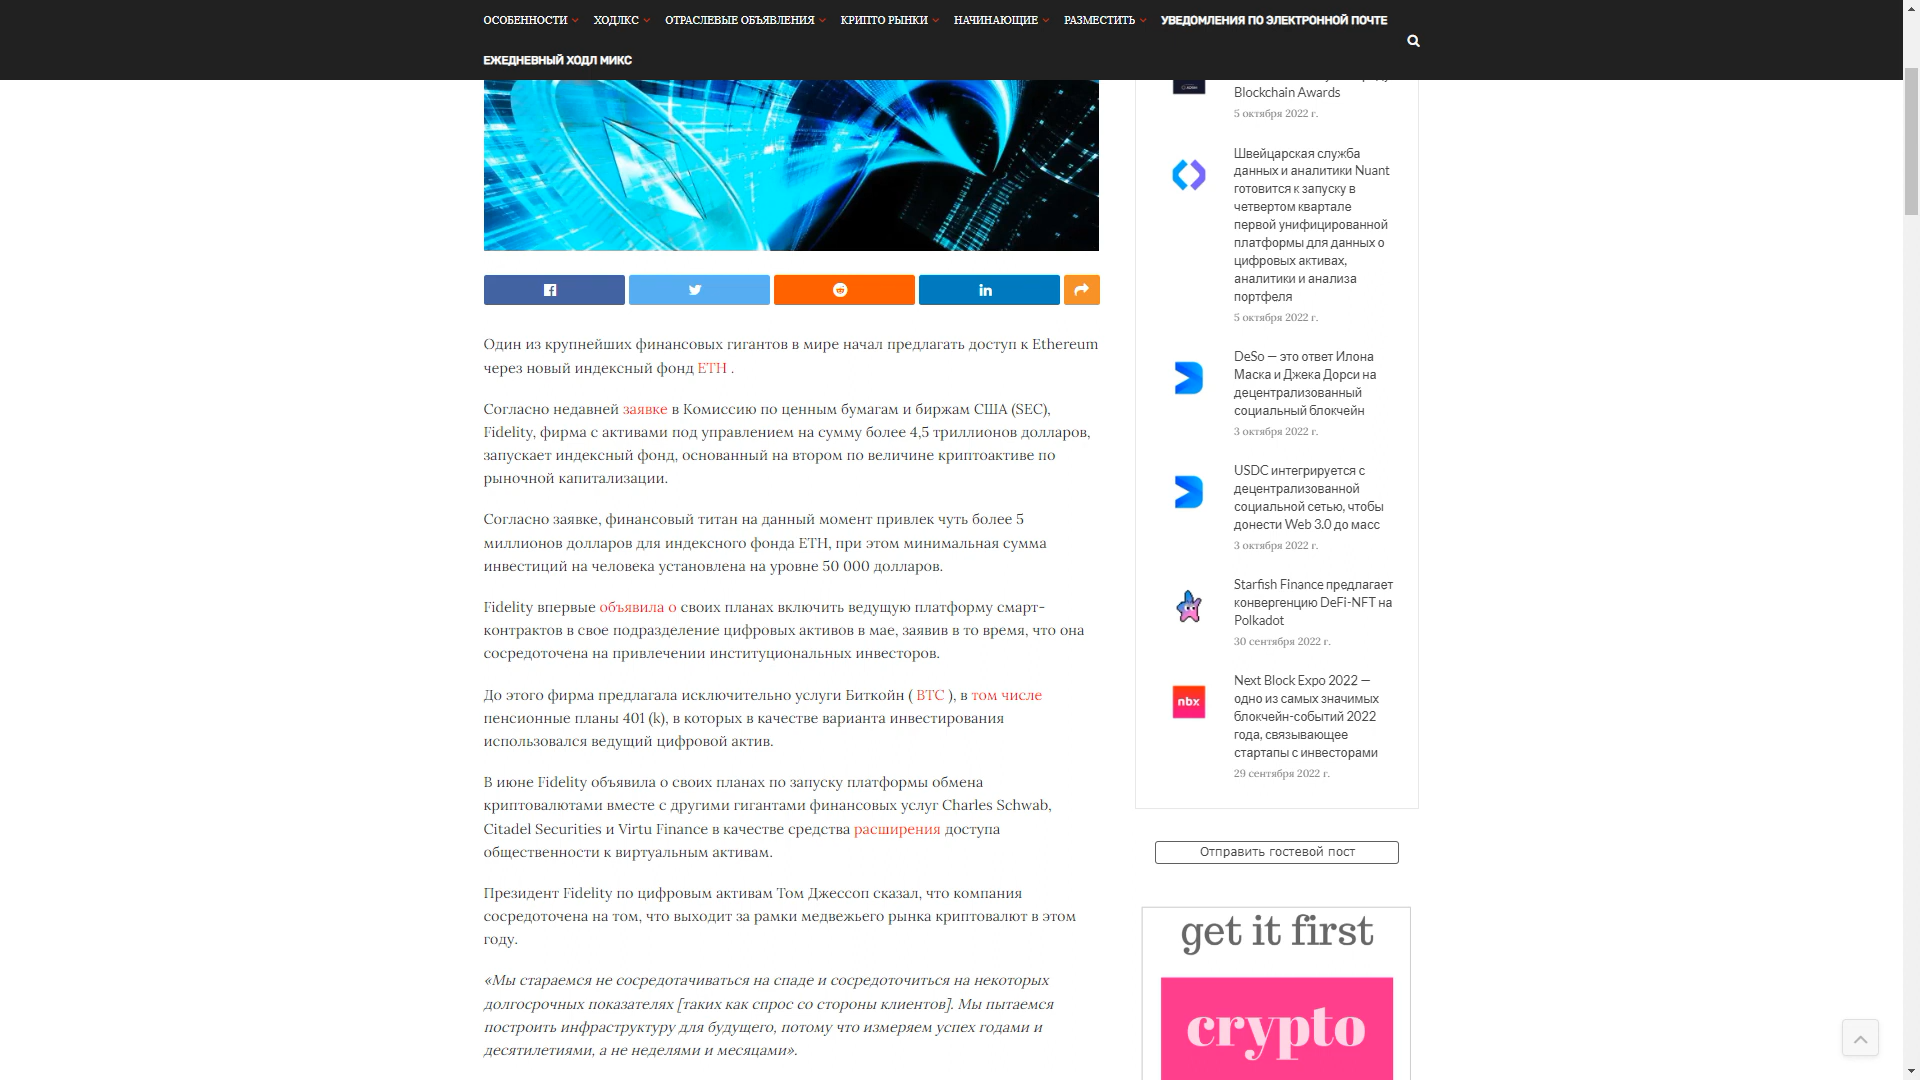 ОСОБЕННОСТИ ХОДЛКС ОТРАСЛЕВЫЕ ОБЪЯВЛЕНИЯ КРИПТО РЫНКИ НАЧИНАЮЩИЕ РАЗМЕСТИТЬ УВЕДОМЛЕНИЯ ПО ЭЛЕКТРОННОЙ ПОЧТЕ
ЕЖЕДНЕВНЫЙ ХОДЛ МИКС
Один из крупнейших финансовых гигантов в мире начал предлагать доступ к Ethereum
через новый индексный фонд ETH .
Согласно недавней заявке в Комиссию по ценным бумагам и биржам США (SEC),
Fidelity, фирма с активами под управлением на сумму более 4,5 триллионов долларов,
запускает индексный фонд, основанный на втором по величине криптоактиве по
рыночной капитализации.
Согласно заявке, финансовый титан на данный момент привлек чуть более 5
миллионов долларов для индексного фонда ETH, при этом минимальная сумма
инвестиций на человека установлена на уровне 50 000 долларов.
Fidelity впервые объявила о своих планах включить ведущую платформу смарт-
контрактов в свое подразделение цифровых активов в мае, заявив в то время, что она
сосредоточена на привлечении институциональных инвесторов.
До этого фирма предлагала исключительно услуги Биткойн ( BTC ), в том числе
пенсионные планы 401 (k), в которых в качестве варианта инвестирования
использовался ведущий цифровой актив.
В июне Fidelity объявила о своих планах по запуску платформы обмена
криптовалютами вместе с другими гигантами финансовых услуг Charles Schwab,
Citadel Securities и Virtu Finance в качестве средства расширения доступа
общественности к виртуальным активам.
Президент Fidelity по цифровым активам Том Джессоп сказал, что компания
сосредоточена на том, что выходит за рамки медвежьего рынка криптовалют в этом
году.
«Мы стараемся не сосредотачиваться на спаде и сосредоточиться на некоторых
долгосрочных показателях [таких как спрос со стороны клиентов]. Мы пытаемся
построить инфраструктуру для будущего, потому что измеряем успех годами и
десятилетиями, а не неделями и месяцами».
Blockchain Awards
5 октября 2022 г.
Швейцарская служба
данных и аналитики Nuant
готовится к запуску в
четвертом квартале
первой унифицированной
платформы для данных о
цифровых активах,
аналитики и анализа
портфеля
5 октября 2022 г.
DeSo — это ответ Илона
Маска и Джека Дорси на
децентрализованный
социальный блокчейн
3 октября 2022 г.
USDC интегрируется с
децентрализованной
социальной сетью, чтобы
донести Web 3.0 до масс
3 октября 2022 г.
Starfish Finance предлагает
конвергенцию DeFi-NFT на
Polkadot
30 сентября 2022 г.
nbx
Next Block Expo 2022 —
одно из самых значимых
блокчейн-событий 2022
года, связывающее
стартапы с инвесторами
29 сентября 2022 г.
Отправить гостевой пост
get it first
crypto